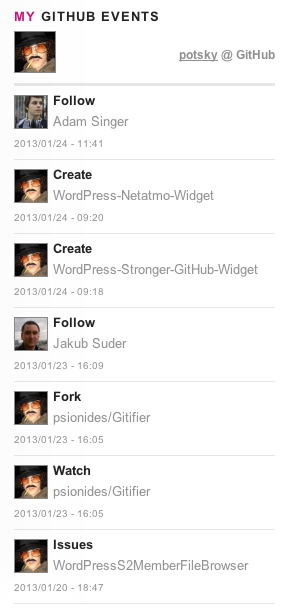 MY GITHUB EVENTS
potsky @ GitHub
Follow
Adam Singer
2013/01/24 - 11:41
Create
WordPress-Netatmo-Widget
2013/01/24 - 09:20
Create
WordPress-Stronger-GitHub-Widget
2013/01/24 - 09:18
Follow
Jakub Suder
2013/01/23 - 16:09
Fork
psionides/Gitifier
2013/01/23 - 16:05
Watch
psionides/Gitifier
2013/01/23 - 16:05
Issues
WordPressS2MemberFileBrowser
2013/01/20 - 18:47